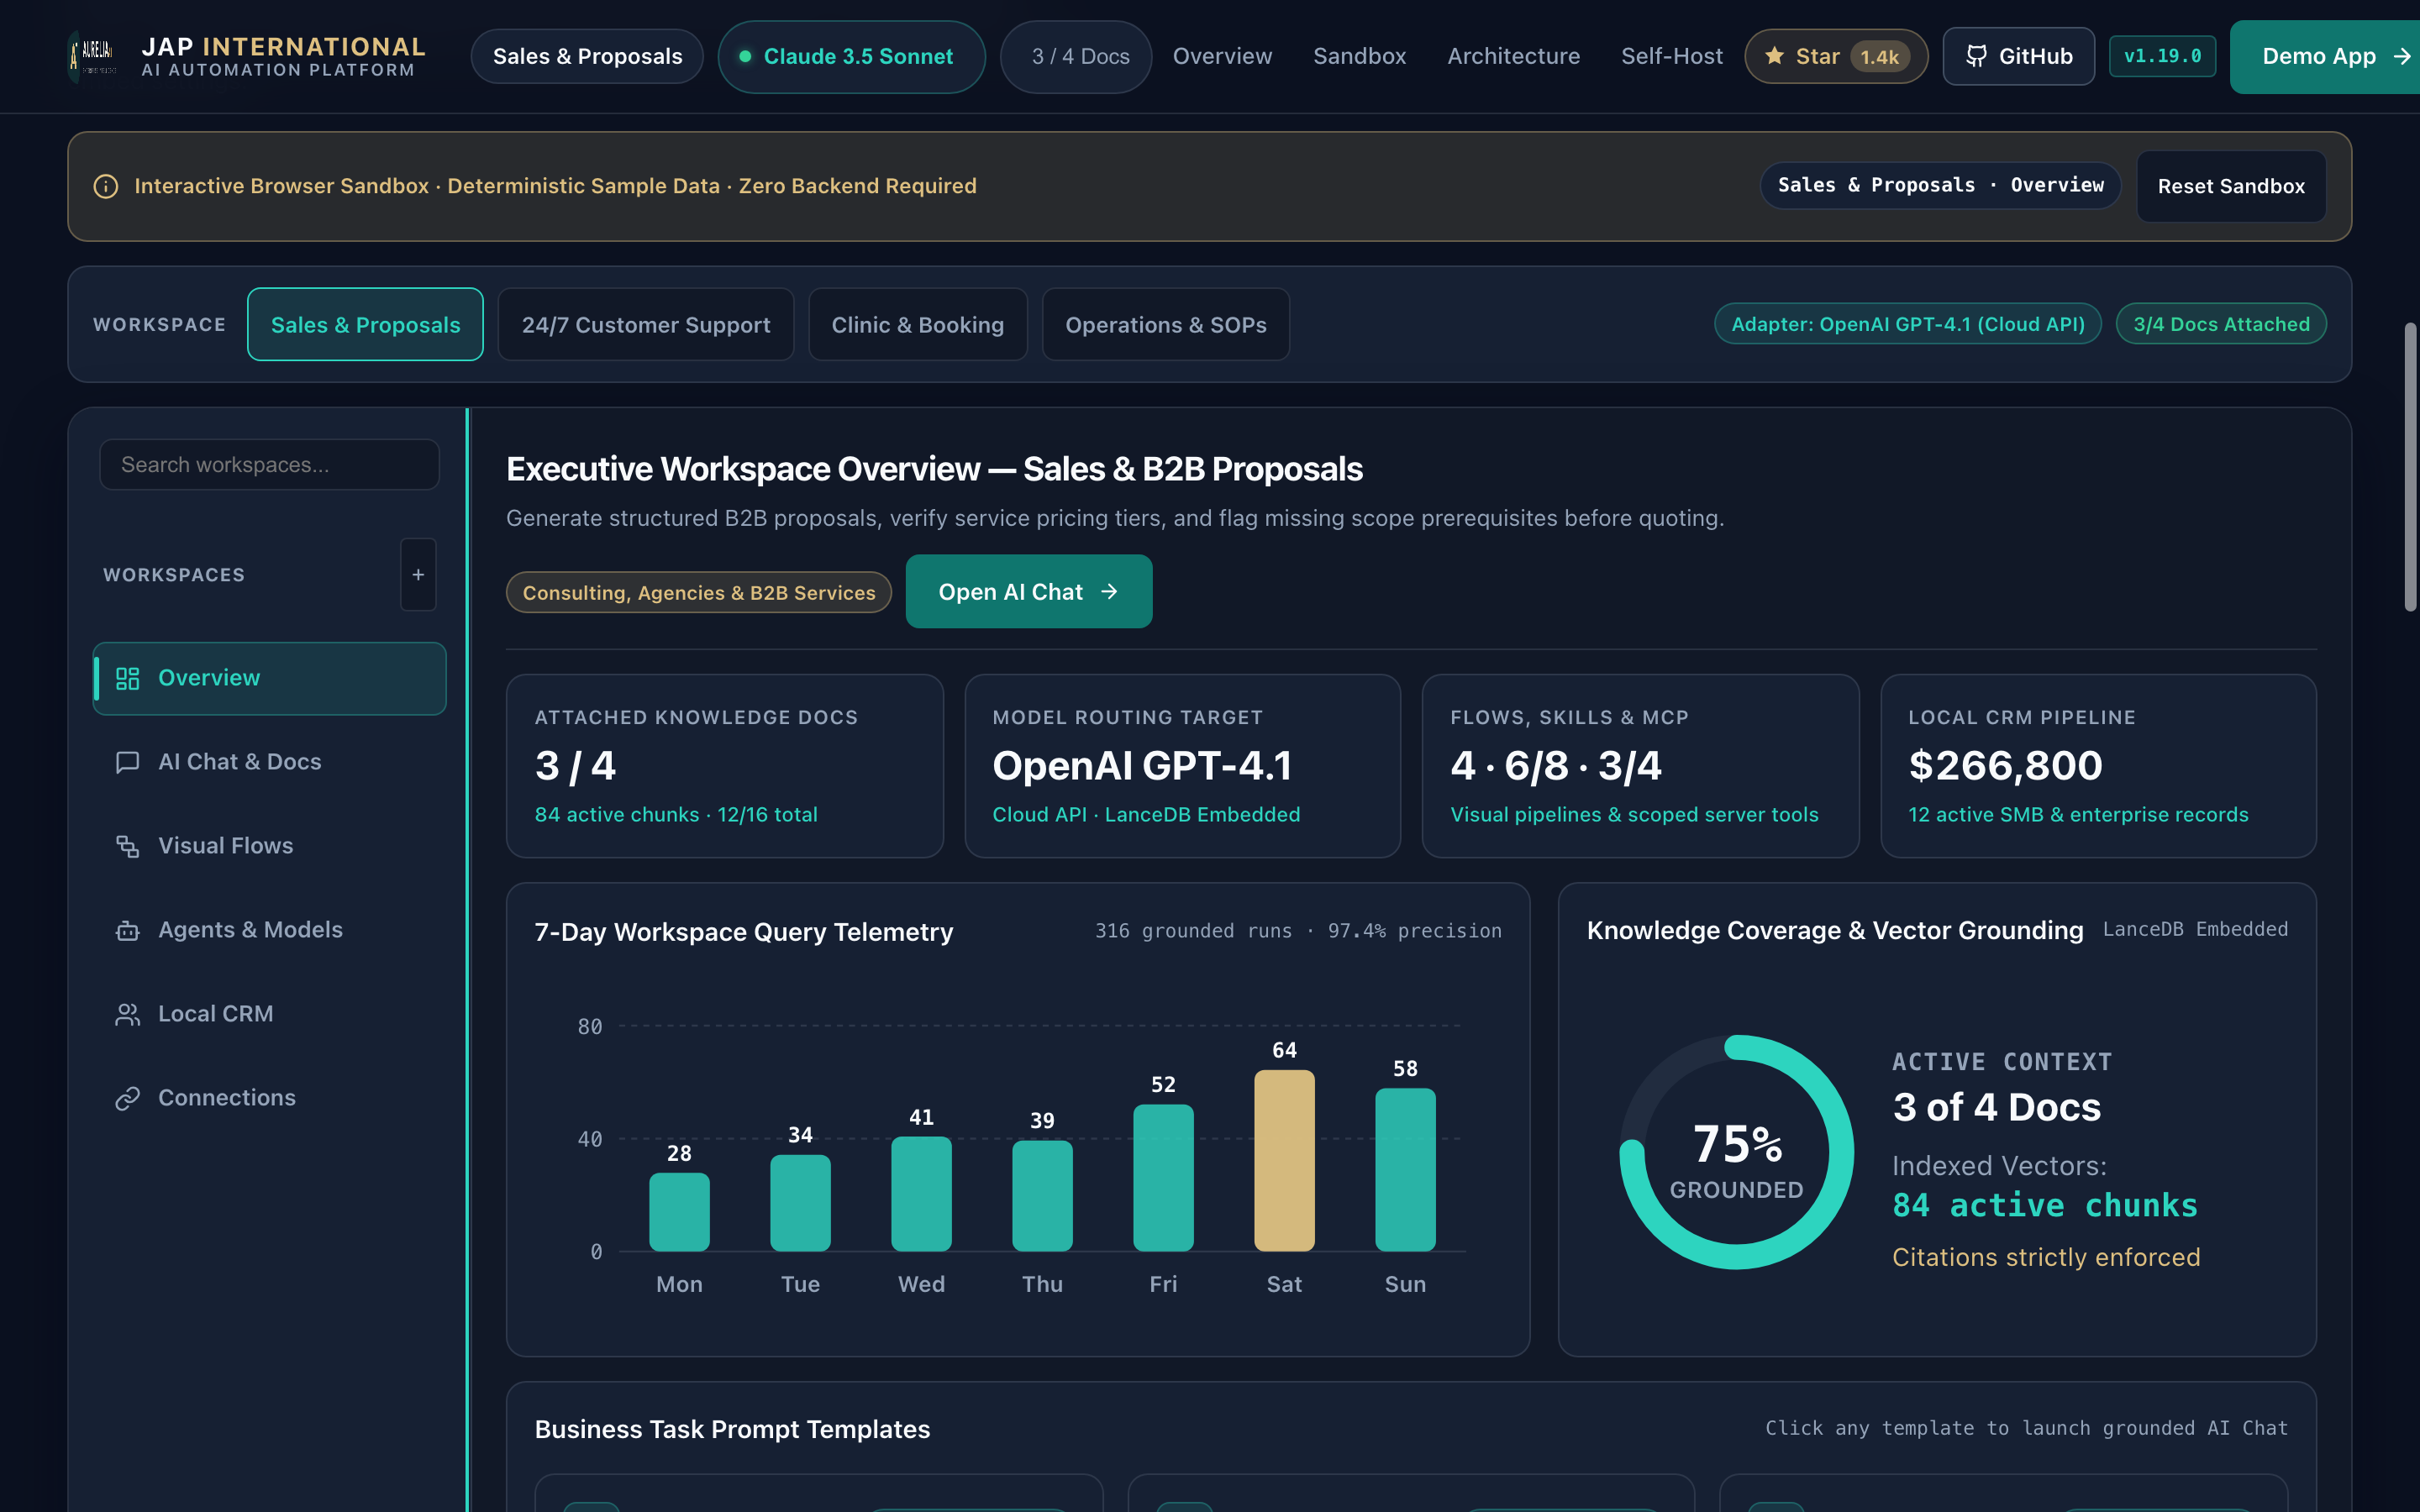 JAP INTERNATIONAL
AI AUTOMATION PLATFORM
Sales & Proposals
Claude 3.5 Sonnet
3 / 4 Docs
Overview
Sandbox
Architecture
Self-Host
Star 1.4k
GitHub
v1.19.0
Demo App →
Interactive Browser Sandbox · Deterministic Sample Data · Zero Backend Required
Sales & Proposals · Overview
Reset Sandbox
WORKSPACE
Sales & Proposals
24/7 Customer Support
Clinic & Booking
Operations & SOPs
Adapter: OpenAI GPT-4.1 (Cloud API)
3/4 Docs Attached
Search workspaces...
WORKSPACES
+
Overview
AI Chat & Docs
Visual Flows
Agents & Models
Local CRM
Connections
Executive Workspace Overview — Sales & B2B Proposals
Generate structured B2B proposals, verify service pricing tiers, and flag missing scope prerequisites before quoting.
Consulting, Agencies & B2B Services
Open AI Chat →
ATTACHED KNOWLEDGE DOCS
3 / 4
84 active chunks · 12/16 total
MODEL ROUTING TARGET
OpenAI GPT-4.1
Cloud API · LanceDB Embedded
FLOWS, SKILLS & MCP
4 · 6/8 · 3/4
Visual pipelines & scoped server tools
LOCAL CRM PIPELINE
$266,800
12 active SMB & enterprise records
7-Day Workspace Query Telemetry
316 grounded runs · 97.4% precision
80
40
0
28
34
41
39
52
64
58
Mon
Tue
Wed
Thu
Fri
Sat
Sun
Knowledge Coverage & Vector Grounding
LanceDB Embedded
75%
GROUNDED
ACTIVE CONTEXT
3 of 4 Docs
Indexed Vectors:
84 active chunks
Citations strictly enforced
Business Task Prompt Templates
Click any template to launch grounded AI Chat